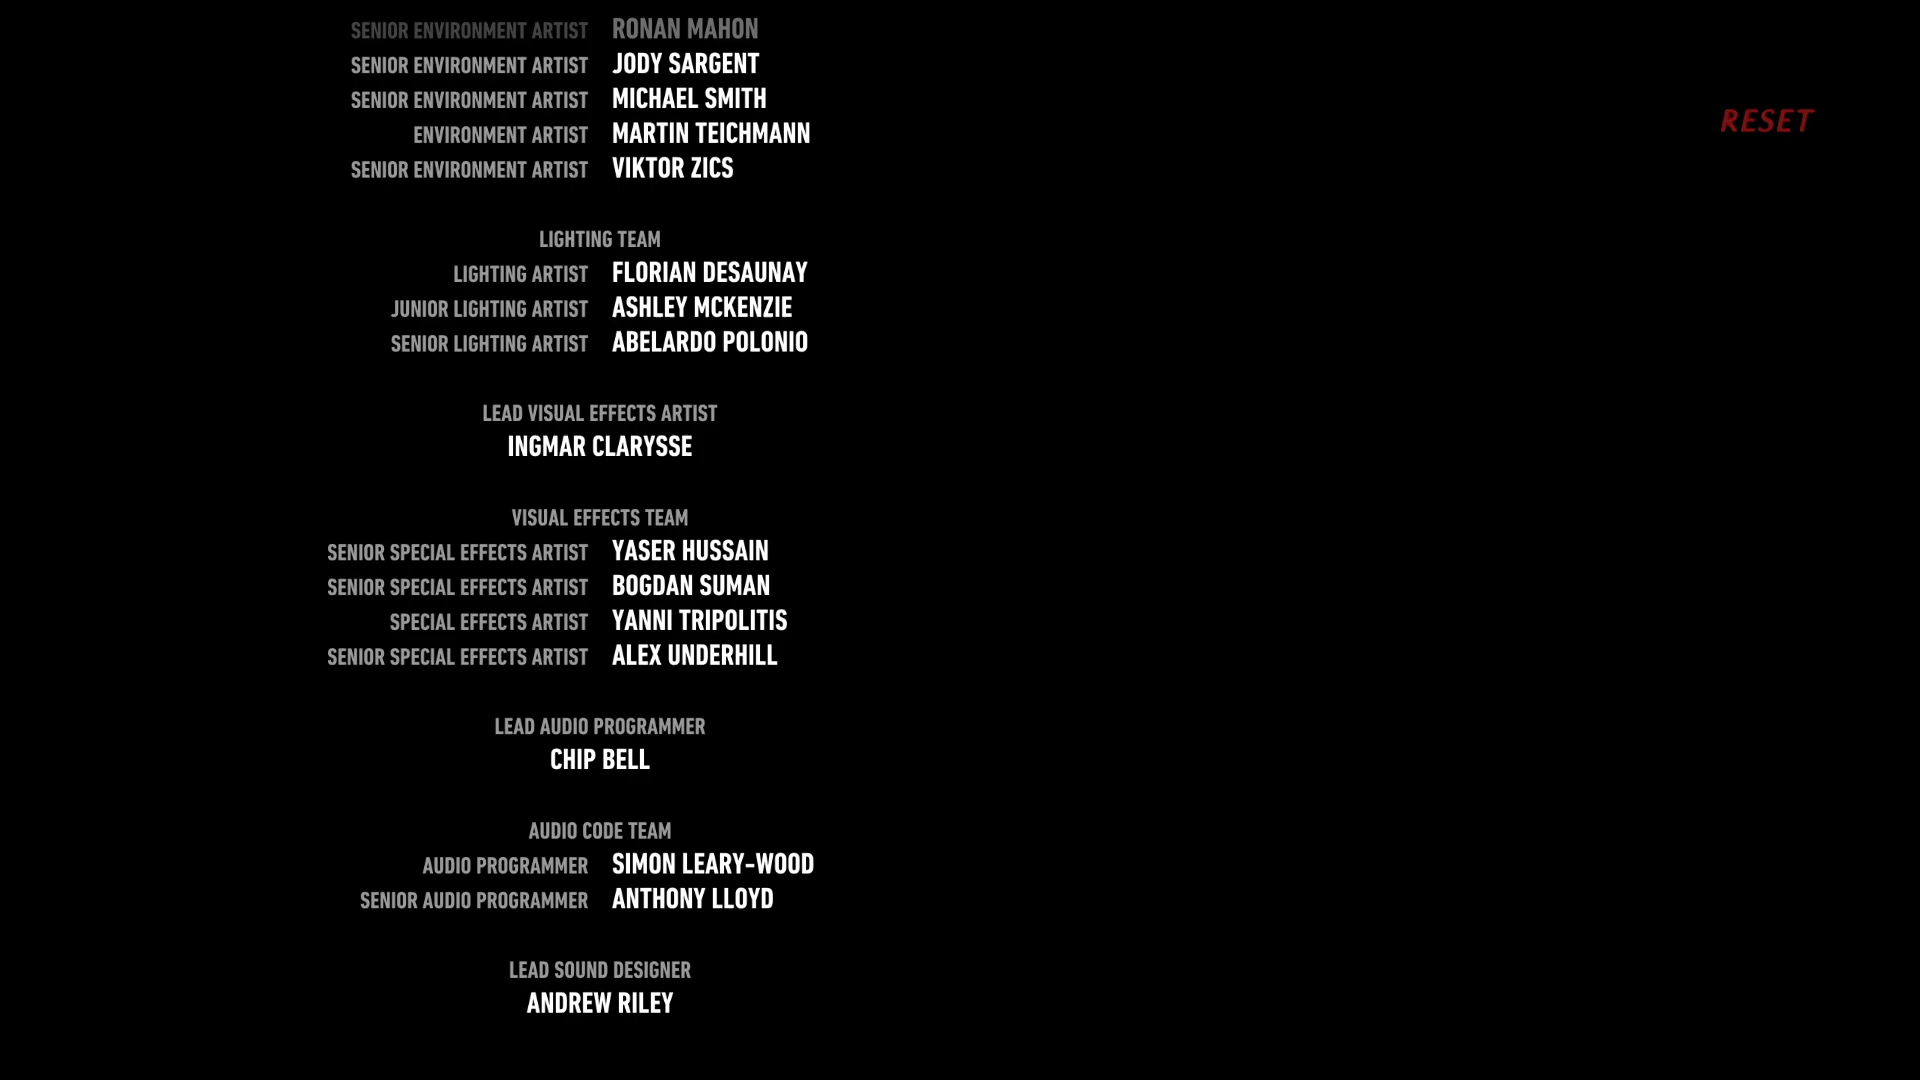 SENIOR ENVIRONMENT ARTIST RONAN MAHON
SENIOR ENVIRONMENT ARTIST JODY SARGENT
SENIOR ENVIRONMENT ARTIST MICHAEL SMITH
ENVIRONMENT ARTIST MARTIN TEICHMANN
SENIOR ENVIRONMENT ARTIST VIKTOR ZICS
RESET
LIGHTING TEAM
LIGHTING ARTIST FLORIAN DESAUNAY
JUNIOR LIGHTING ARTIST ASHLEY MCKENZIE
SENIOR LIGHTING ARTIST ABELARDO POLONIO
LEAD VISUAL EFFECTS ARTIST
INGMAR CLARYSSE
VISUAL EFFECTS TEAM
SENIOR SPECIAL EFFECTS ARTIST YASER HUSSAIN
SENIOR SPECIAL EFFECTS ARTIST BOGDAN SUMAN
SPECIAL EFFECTS ARTIST YANNI TRIPOLITIS
SENIOR SPECIAL EFFECTS ARTIST ALEX UNDERHILL
LEAD AUDIO PROGRAMMER
CHIP BELL
AUDIO CODE TEAM
AUDIO PROGRAMMER SIMON LEARY-WOOD
SENIOR AUDIO PROGRAMMER ANTHONY LLOYD
LEAD SOUND DESIGNER
ANDREW RILEY